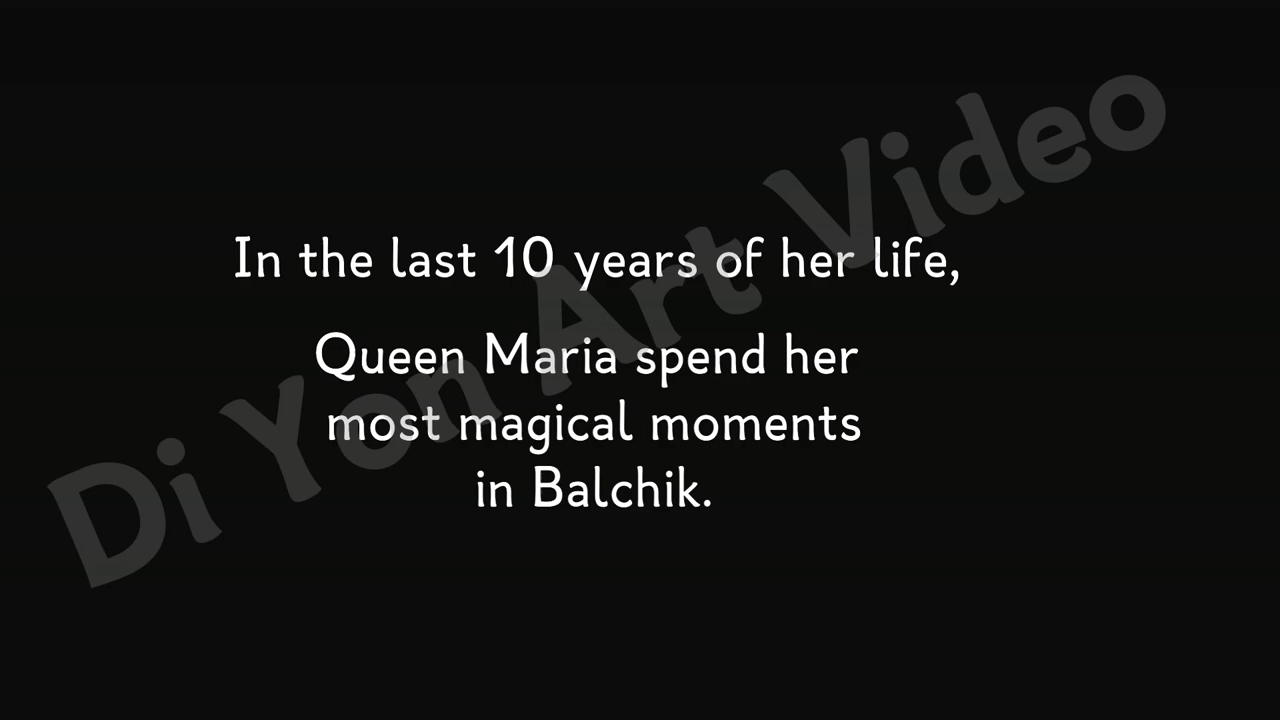 In the last 10 years of her life,
Queen Maria spend her
most magical moments
in Balchik.
Di Yon Art Video